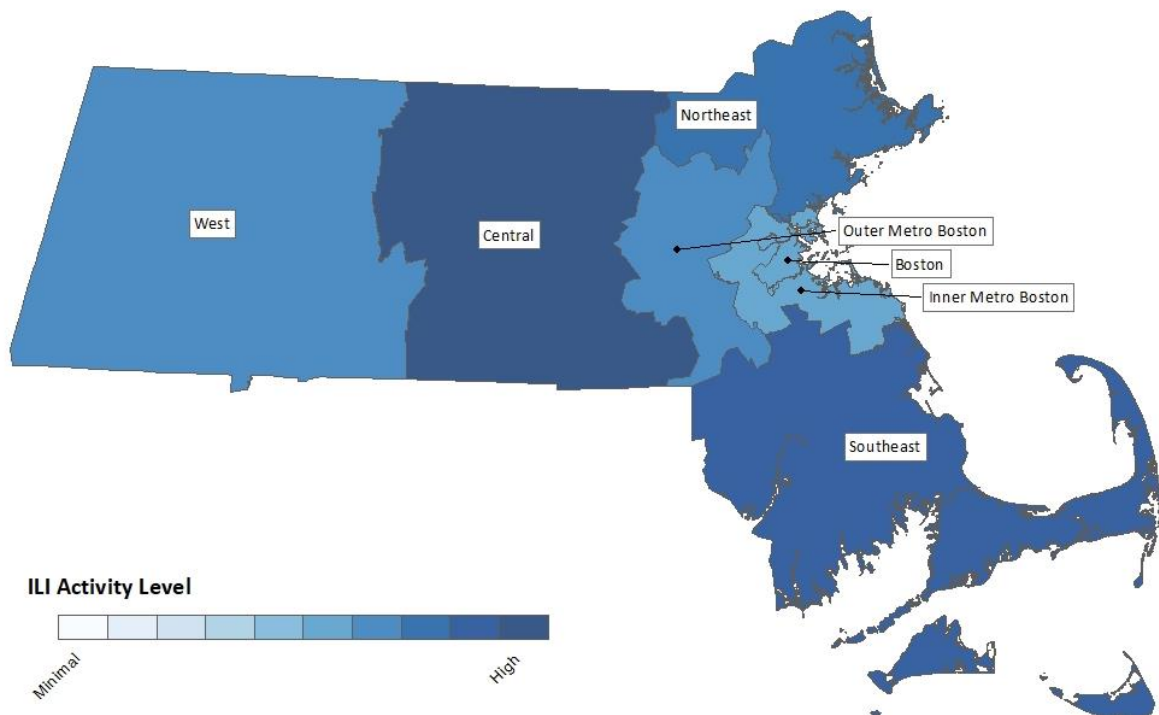 Northeast
West
Central
Outer Metro Boston
Boston
Inner Metro Boston
Southeast
ILI Activity Level
Minimal
High